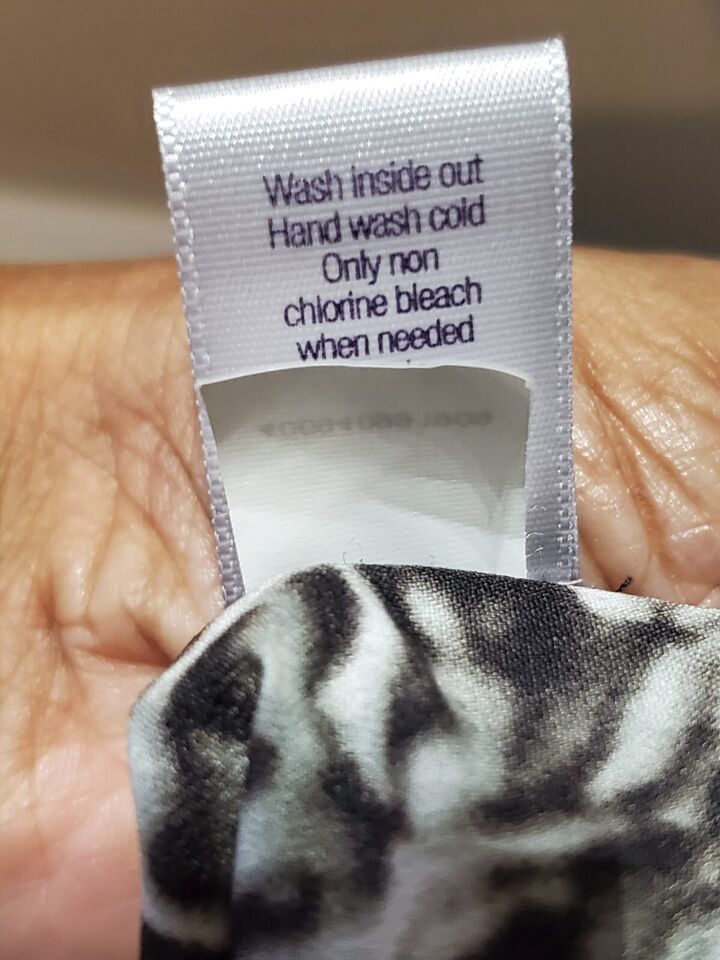 Wash inside out
Hand wash cold
Only non
chlorine bleach
when needed